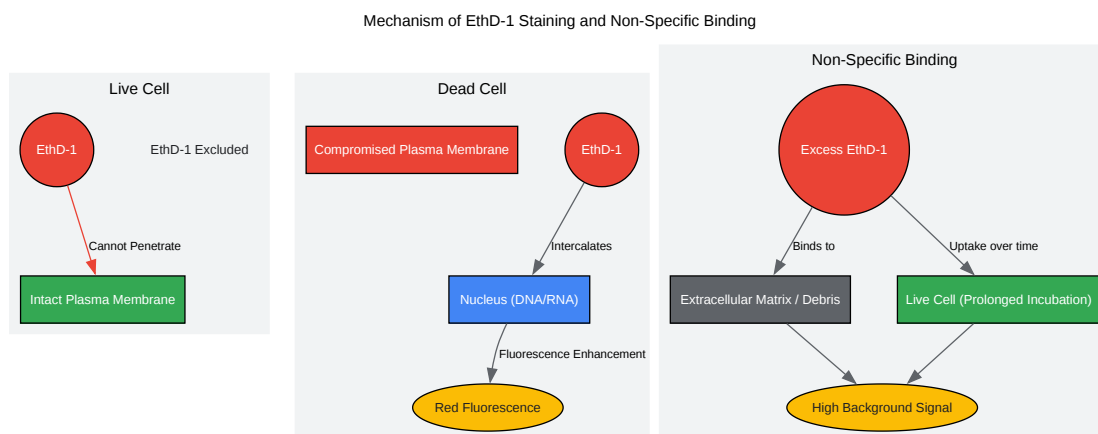 Mechanism of EthD-1 Staining and Non-Specific Binding
Live Cell
EthD-1
EthD-1 Excluded
Cannot Penetrate
Intact Plasma Membrane
Dead Cell
Compromised Plasma Membrane
EthD-1
Intercalates
Nucleus (DNA/RNA)
Fluorescence Enhancement
Red Fluorescence
Non-Specific Binding
Excess EthD-1
Binds to
Uptake over time
Extracellular Matrix / Debris
Live Cell (Prolonged Incubation)
High Background Signal